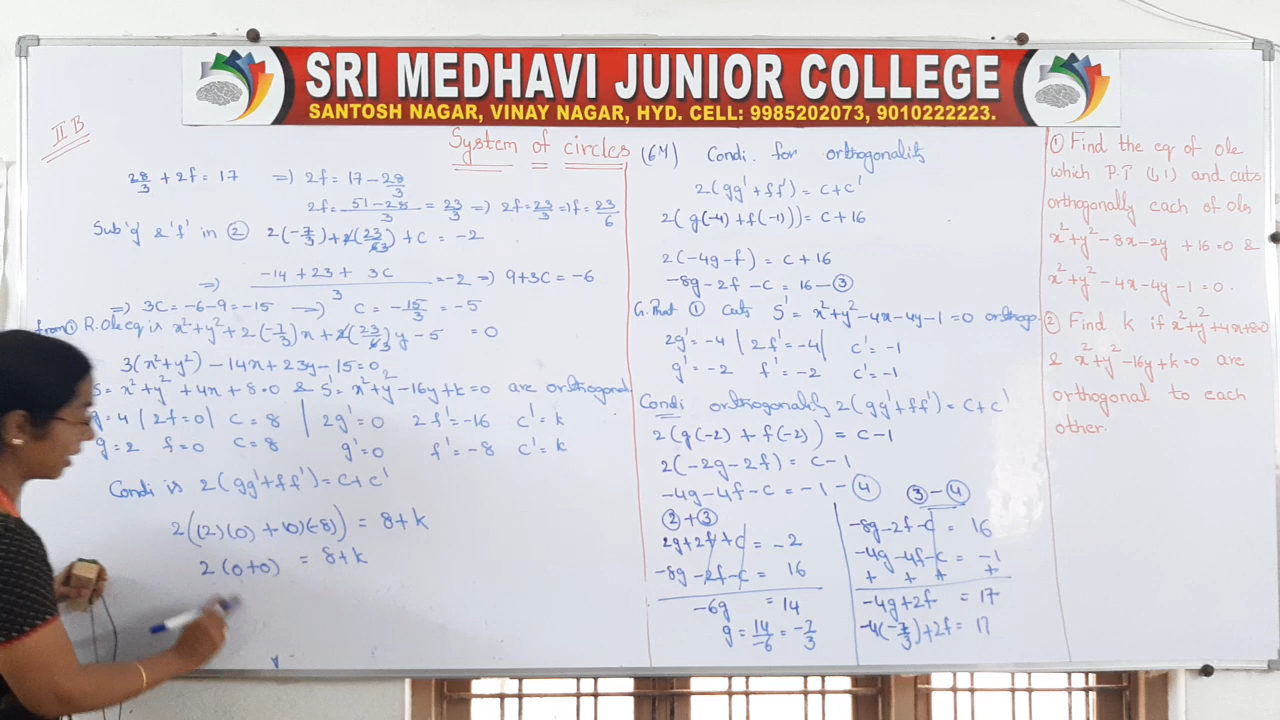 SRI MEDHAVI JUNIOR COLLEGE
SANTOSH NAGAR, VINAY NAGAR, HYD. CELL: 9985202073, 9010222223.
II B
System of circles
28/3 + 2f = 17 => 2f = 17 - 28/3
2f = 51-28/3 = 23/3 => 2f = 23/3 => f = 23/6
Sub 'g' & 'f' in ② 2(-7/3) + 2(23/63) + c = -2
=> -14 + 23 + 3c / 3 = -2 => 9+3c = -6
=> 3c = -6-9 = -15 => c = -15/3 = -5
from ① R. Ole eq is x²+y²+2(-7/3)x + 2(23/63)y - 5 = 0
3(x²+y²) - 14x + 23y - 15 = 0
S = x²+y²+4x+8=0 & S' = x²+y²-16y+k=0 are orthogonal
g = 4 | 2f=0 | c = 8 | 2g'=0 2f'=-16 c'=k
g = 2 f=0 c=8 g'=0 f'=-8 c'=k
Condi is 2(gg'+ff') = c+c'
2((2)(0) + (0)(-8)) = 8+k
2(0+0) = 8+k
(6M) Condi. for orthogonality
2(gg'+ff') = c+c'
2(g(-4)+f(-1)) = c+16
2(-4g-f) = c+16
-8g-2f-c = 16 - ③
G. That ① cuts S' = x²+y²-4x-4y-1=0 orthogo.
2g'=-4 | 2f'=-4 | c'=-1
g'=-2 f'=-2 c'=-1
Condi orthogonality 2(gg'+ff') = c+c'
2(g(-2) + f(-2)) = c-1
2(-2g-2f) = c-1
-4g-4f-c = -1 - ④
②+③
2g+2f+c = -2
-8g-2f-c = 16
-6g = 14
g = 14/-6 = -7/3
③-④
-8g-2f-c = 16
-4g-4f-c = -1
+ + + +
-4g+2f = 17
-4(-7/3)+2f = 17
① Find the eq of Ole
which P.T (1,1) and cuts
orthogonally each of Oles
x²+y²-8x-2y+16=0 &
x²+y²-4x-4y-1=0.
② Find k if x²+y²+4x+8=0
& x²+y²-16y+k=0 are
orthogonal to each
other.